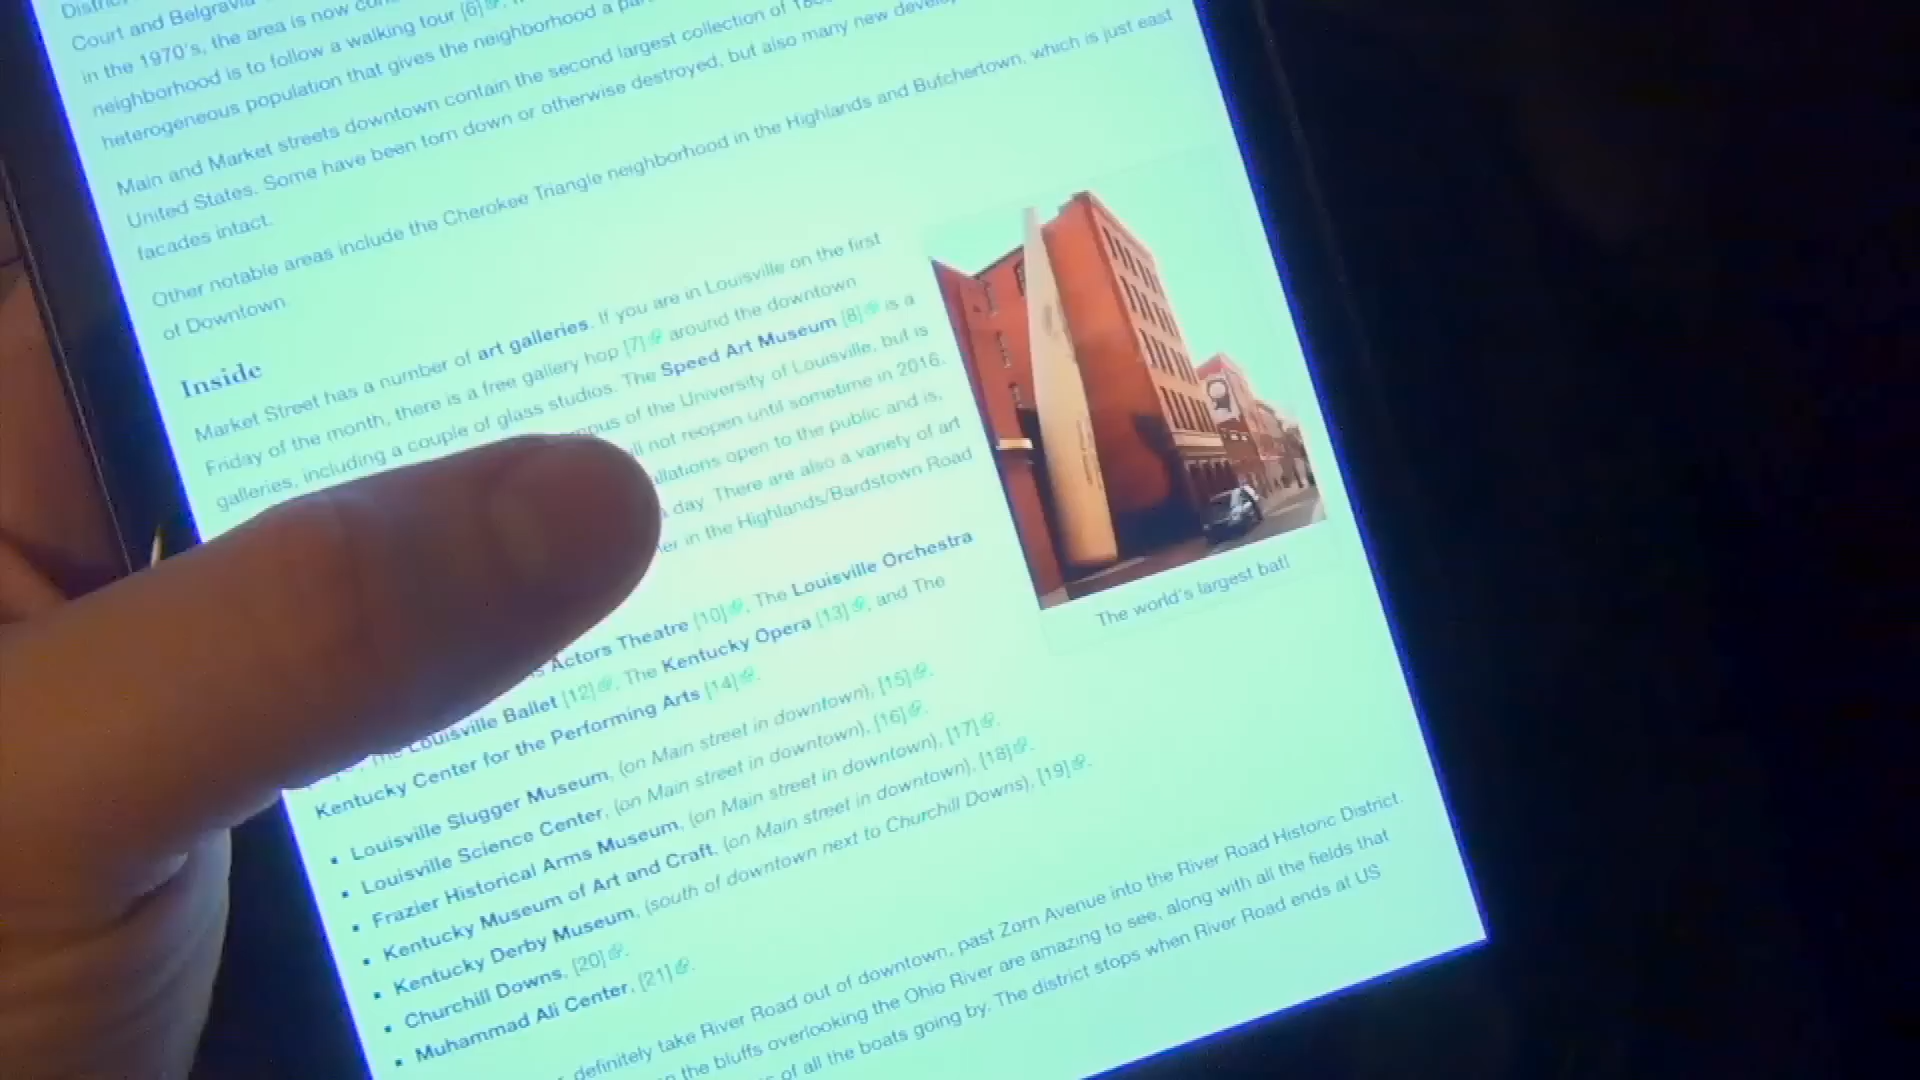 District,
Court and Belgravia
in the 1970's, the area is now
neighborhood is to follow a walking tour [6].
heterogeneous population that gives the neighborhood a
Main and Market streets downtown contain the second largest collection of
United States. Some have been torn down or otherwise destroyed, but also many new
facades intact.
Other notable areas include the Cherokee Triangle neighborhood in the Highlands and Butchertown, which is just east
of Downtown.
Inside
Market Street has a number of art galleries. If you are in Louisville on the first
Friday of the month, there is a free gallery hop [7] around the downtown
galleries, including a couple of glass studios. The Speed Art Museum [8] is a
of the University of Louisville, but is
not reopen until sometime in 2016.
open to the public and is,
day. There are also a variety of art
in the Highlands/Bardstown Road
Actors Theatre [10], The Louisville Orchestra
The Louisville Ballet [12], The Kentucky Opera [13], and The
Kentucky Center for the Performing Arts [14].
▪ Louisville Slugger Museum, (on Main street in downtown), [15].
▪ Louisville Science Center, (on Main street in downtown), [16].
▪ Frazier Historical Arms Museum, (on Main street in downtown), [17].
▪ Kentucky Museum of Art and Craft, (on Main street in downtown), [18].
▪ Kentucky Derby Museum, (south of downtown next to Churchill Downs), [19].
▪ Churchill Downs, [20].
▪ Muhammad Ali Center, [21].
The world's largest bat!
definitely take River Road out of downtown, past Zorn Avenue into the River Road Historic District.
the bluffs overlooking the Ohio River are amazing to see, along with all the fields that
of all the boats going by. The district stops when River Road ends at US